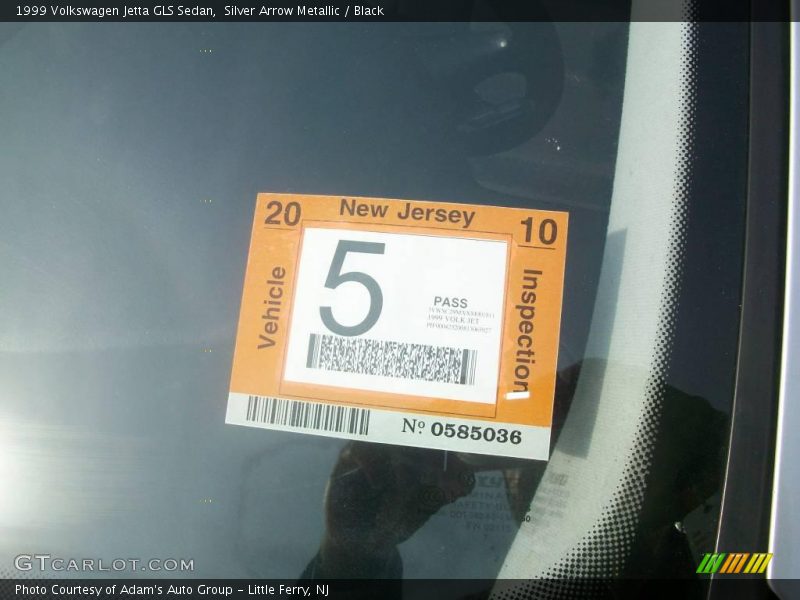 1999 Volkswagen Jetta GLS Sedan,  Silver Arrow Metallic / Black
20 New Jersey 10
Vehicle
5
Inspection
PASS
1999 VOLK JET
Nº 0585036
GTCARLOT.COM
Photo Courtesy of Adam's Auto Group - Little Ferry, NJ